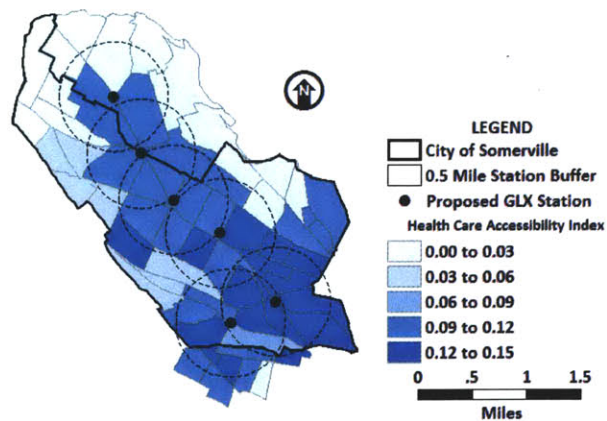 N
LEGEND
City of Somerville
0.5 Mile Station Buffer
Proposed GLX Station
Health Care Accessibility Index
0.00 to 0.03
0.03 to 0.06
0.06 to 0.09
0.09 to 0.12
0.12 to 0.15
0 0.5 1 1.5
Miles